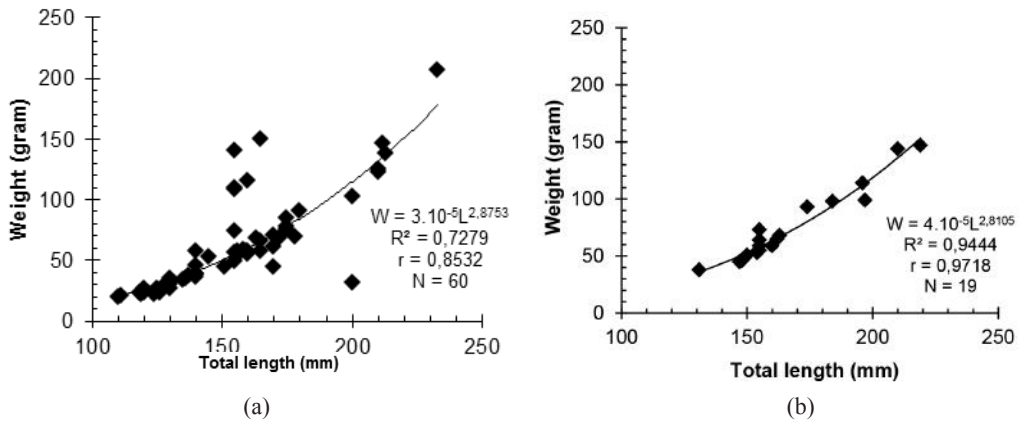 250
200
150
100
50
0
Weight (gram)
100
150
200
250
Total length (mm)
W = 3.10⁻⁵L²,⁸⁷⁵³
R² = 0,7279
r = 0,8532
N = 60
(a)
250
200
150
100
50
0
Weight (gram)
100
150
200
250
Total length (mm)
W = 4.10⁻⁵L²,⁸¹⁰⁵
R² = 0,9444
r = 0,9718
N = 19
(b)